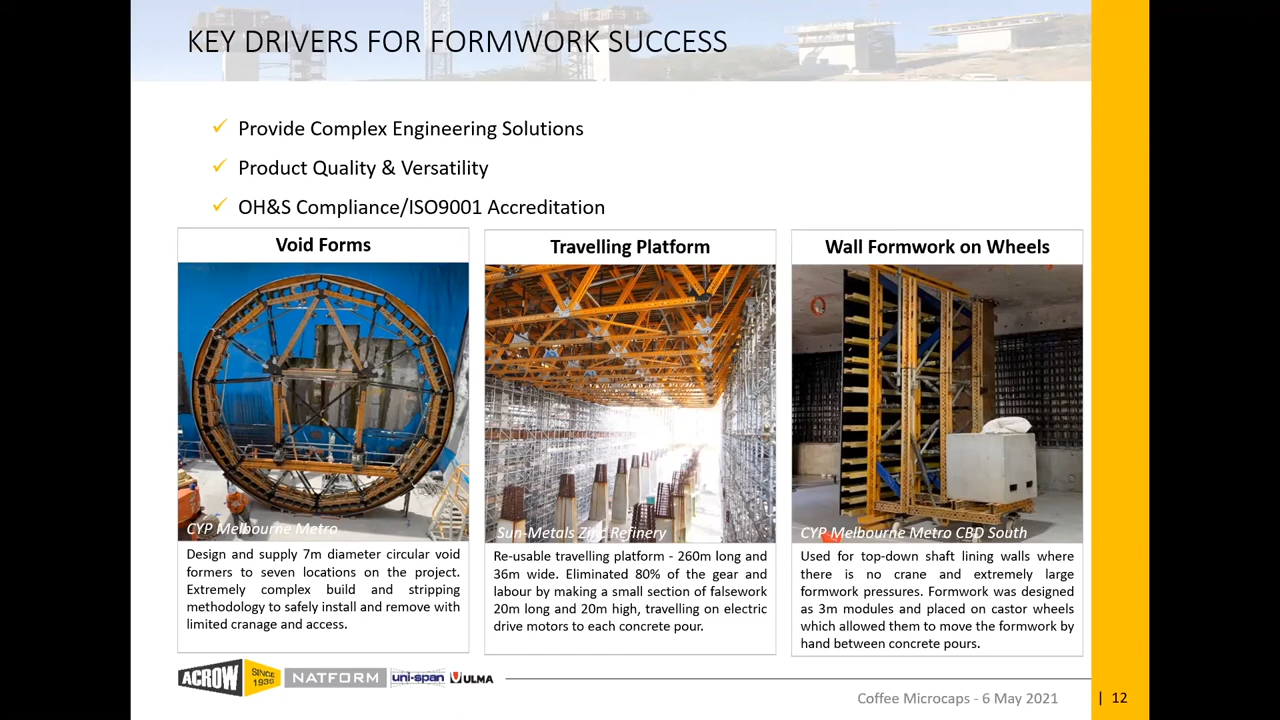 KEY DRIVERS FOR FORMWORK SUCCESS
Provide Complex Engineering Solutions
Product Quality & Versatility
OH&S Compliance/ISO9001 Accreditation
Void Forms
CYP Melbourne Metro
Design and supply 7m diameter circular void
formers to seven locations on the project.
Extremely complex build and stripping
methodology to safely install and remove with
limited cranage and access.
Travelling Platform
Sun-Metals Zinc Refinery
Re-usable travelling platform - 260m long and
36m wide. Eliminated 80% of the gear and
labour by making a small section of falsework
20m long and 20m high, travelling on electric
drive motors to each concrete pour.
Wall Formwork on Wheels
CYP Melbourne Metro CBD South
Used for top-down shaft lining walls where
there is no crane and extremely large
formwork pressures. Formwork was designed
as 3m modules and placed on castor wheels
which allowed them to move the formwork by
hand between concrete pours.
ACROW
SINCE
1936
NATFORM
uni-span
ULMA
Coffee Microcaps - 6 May 2021
| 12